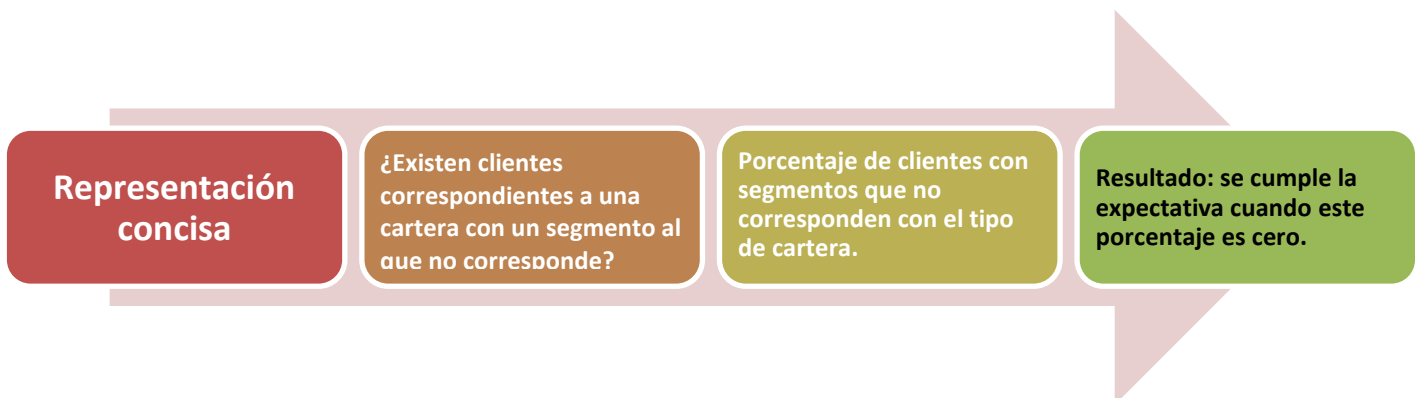 Representación
concisa
¿Existen clientes
correspondientes a una
cartera con un segmento al
que no corresponde?
Porcentaje de clientes con
segmentos que no
corresponden con el tipo
de cartera.
Resultado: se cumple la
expectativa cuando este
porcentaje es cero.